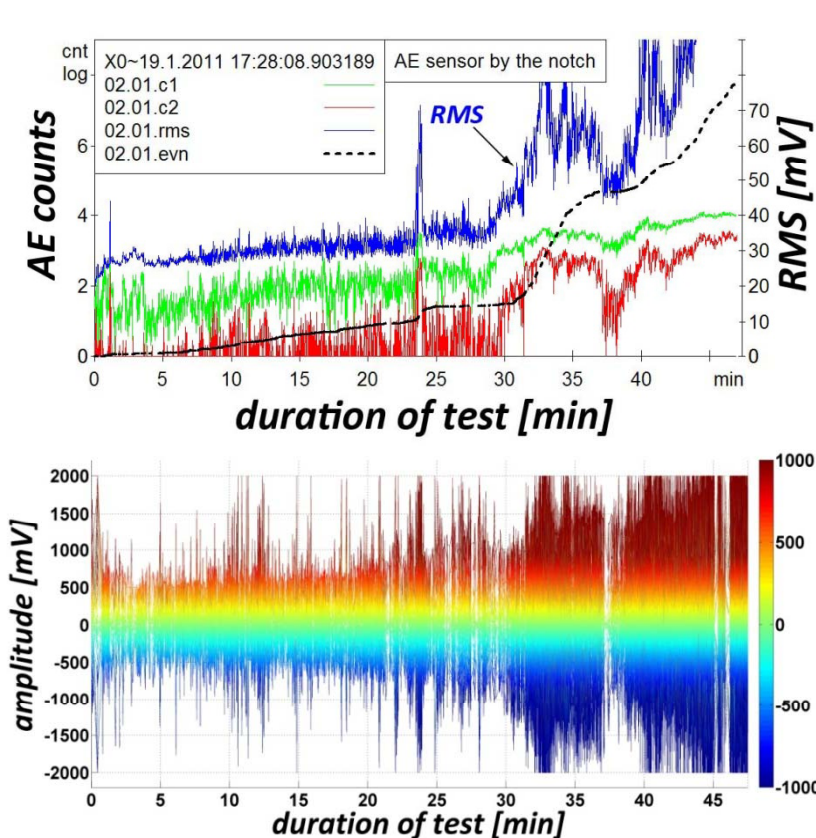 cnt
log
X0~19.1.2011 17:28:08.903189
02.01.c1
02.01.c2
02.01.rms
02.01.evn
AE sensor by the notch
RMS
AE counts
6
4
2
0
RMS [mV]
70
60
50
40
30
20
10
0
0 5 10 15 20 25 30 35 40 min
duration of test [min]
amplitude [mV]
2000
1500
1000
500
0
-500
-1000
-1500
-2000
1000
500
0
-500
-1000
0 5 10 15 20 25 30 35 40 45
duration of test [min]